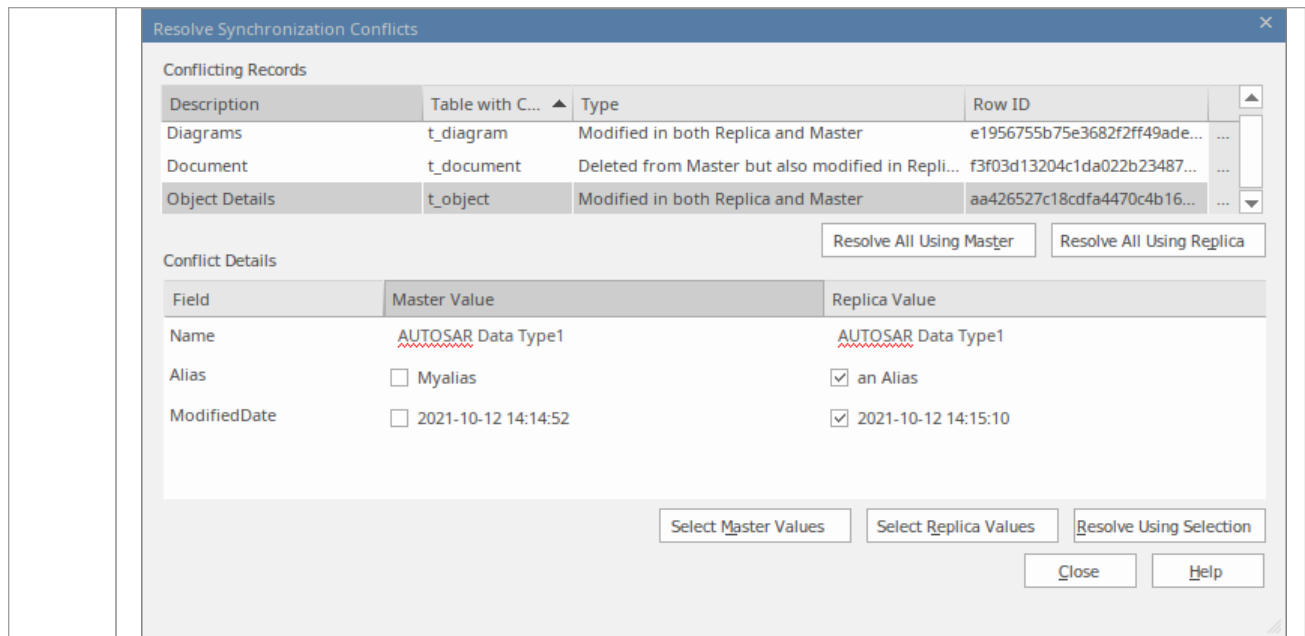 Resolve Synchronization Conflicts
Conflicting Records
Description Table with C... Type Row ID
Diagrams t_diagram Modified in both Replica and Master e1956755b75e3682f2ff49ade... ...
Document t_document Deleted from Master but also modified in Repli... f3f03d13204c1da022b23487... ...
Object Details t_object Modified in both Replica and Master aa426527c18cdfa4470c4b16... ...
Resolve All Using Master Resolve All Using Replica
Conflict Details
Field Master Value Replica Value
Name AUTOSAR Data Type1 AUTOSAR Data Type1
Alias Myalias an Alias
ModifiedDate 2021-10-12 14:14:52 2021-10-12 14:15:10
Select Master Values Select Replica Values Resolve Using Selection
Close Help